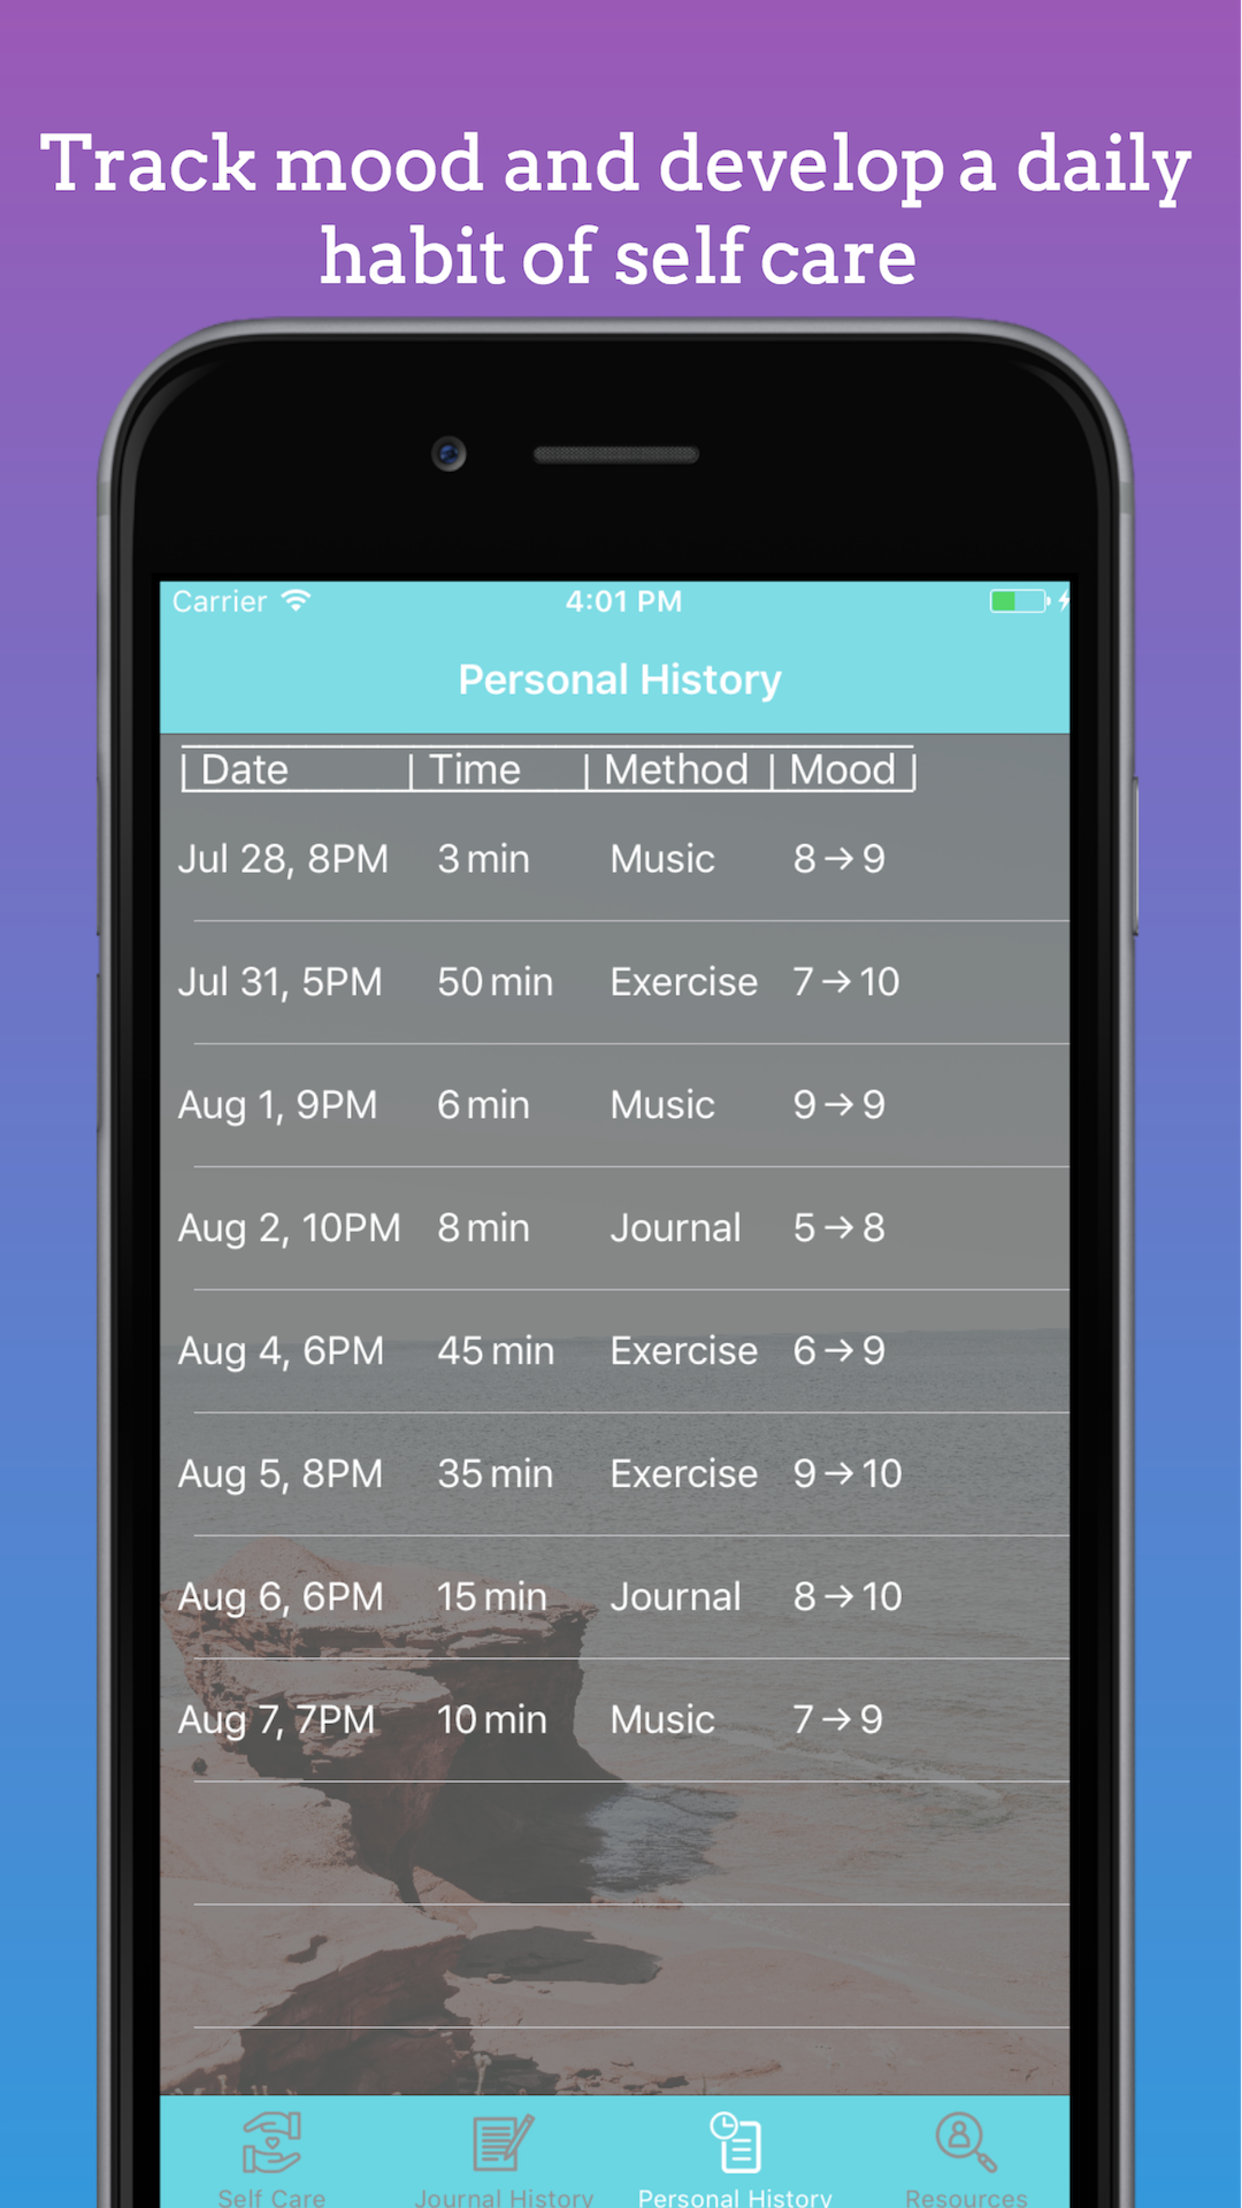 Track mood and develop a daily
habit of self care
Carrier 4:01 PM
Personal History
| Date | Time | Method | Mood |
Jul 28, 8PM 3 min Music 8→9
Jul 31, 5PM 50 min Exercise 7→10
Aug 1, 9PM 6 min Music 9→9
Aug 2, 10PM 8 min Journal 5→8
Aug 4, 6PM 45 min Exercise 6→9
Aug 5, 8PM 35 min Exercise 9→10
Aug 6, 6PM 15 min Journal 8→10
Aug 7, 7PM 10 min Music 7→9
Self Care Journal History Personal History Resources